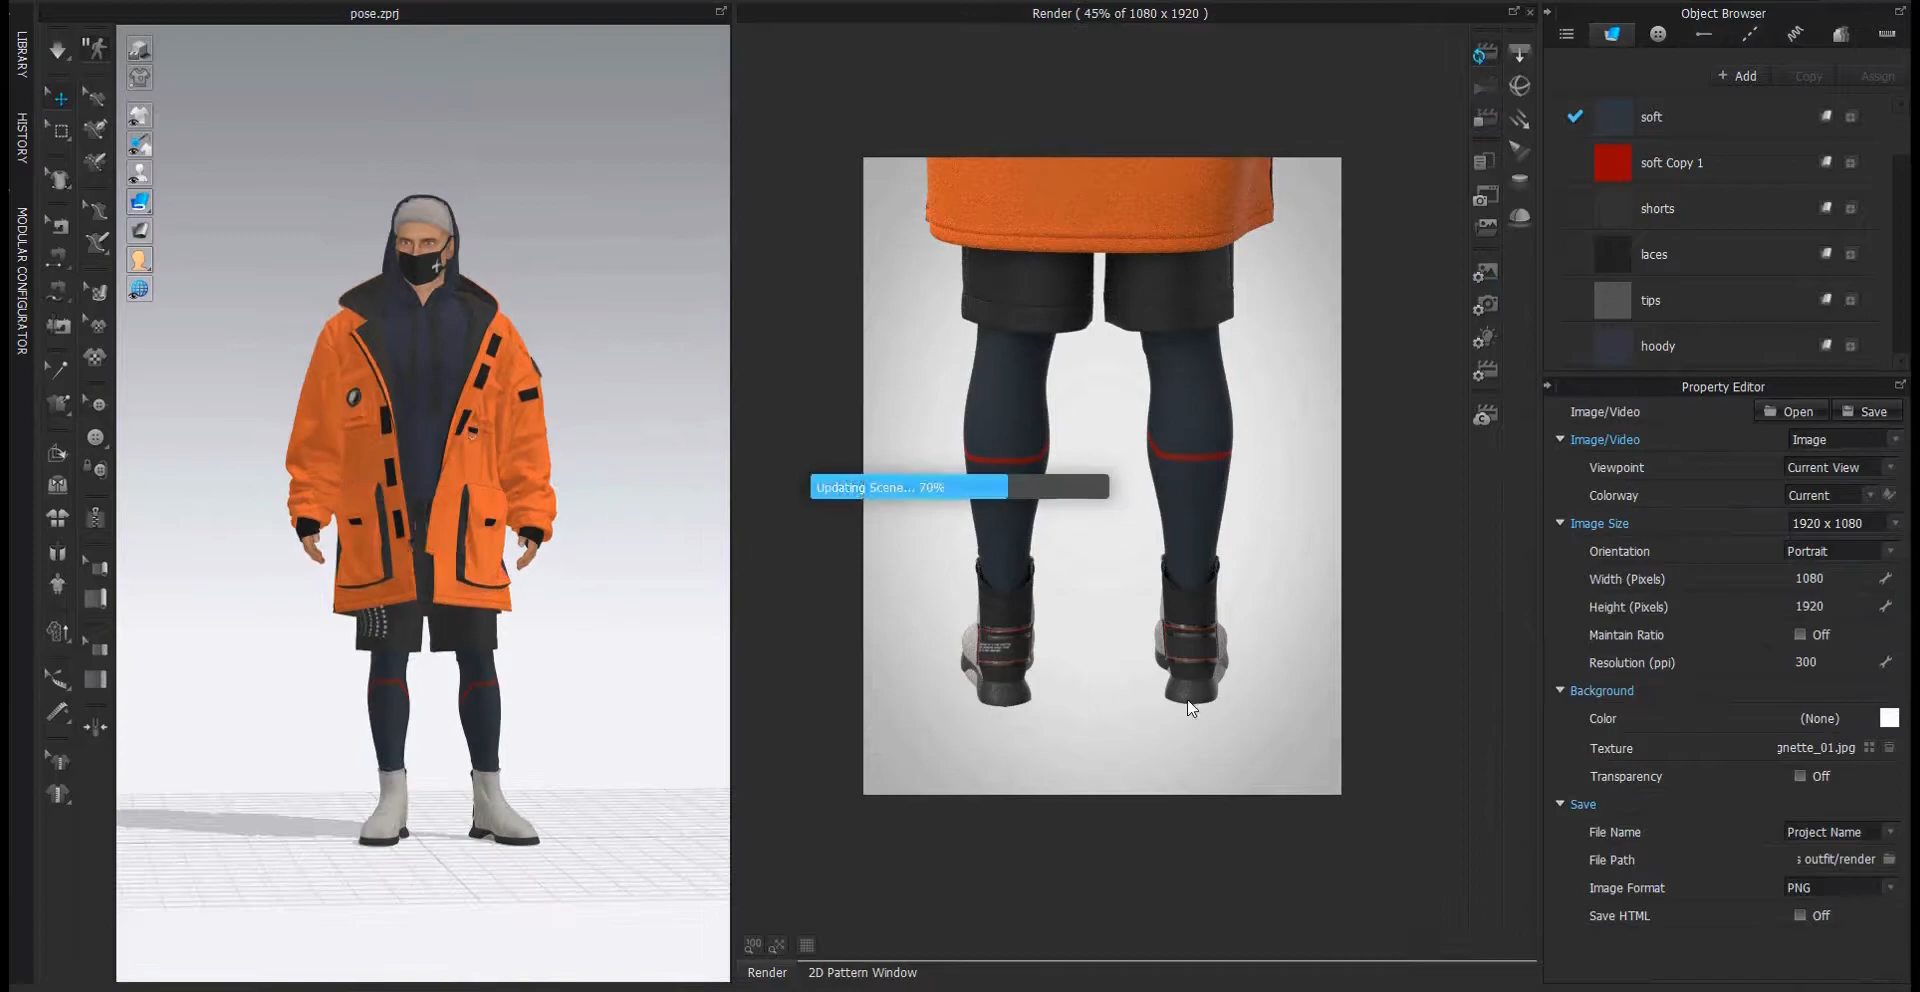 pose.zprj
Render ( 45% of 1080 x 1920 )
Object Browser
LIBRARY
HISTORY
MODULAR CONFIGURATOR
+ Add
Copy
Assign
soft
soft Copy 1
shorts
laces
tips
hoody
Property Editor
Image/Video
Open
Save
Image/Video
Image
Viewpoint
Current View
Colorway
Current
Image Size
1920 x 1080
Orientation
Portrait
Width (Pixels)
1080
Height (Pixels)
1920
Maintain Ratio
Off
Resolution (ppi)
300
Background
Color
(None)
Texture
gnette_01.jpg
Transparency
Off
Save
File Name
Project Name
File Path
s outfit/render
Image Format
PNG
Save HTML
Off
Updating Scene... 70%
100
Render
2D Pattern Window